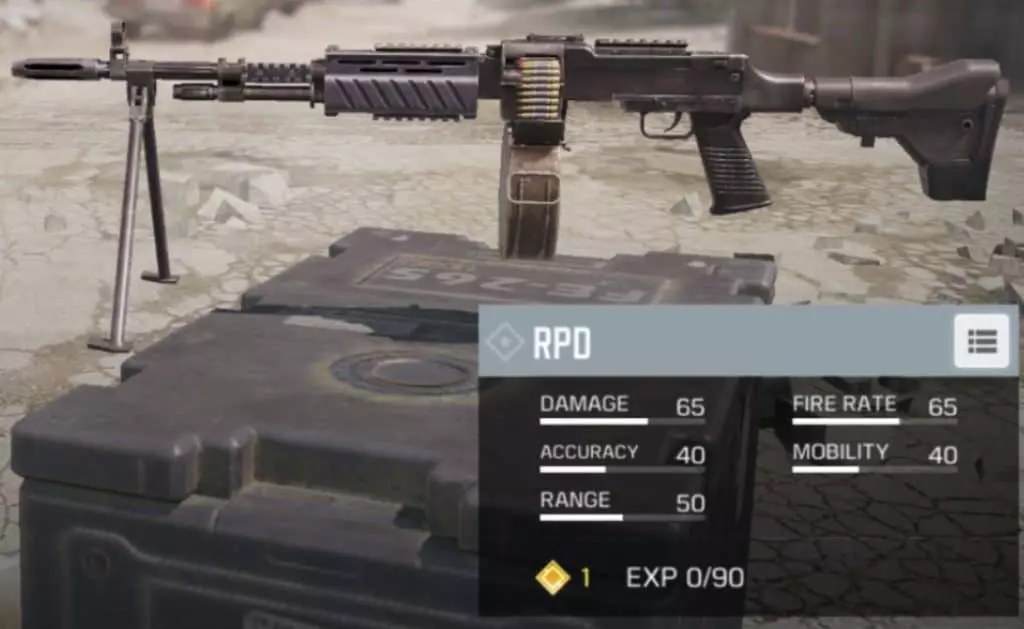 RPD
DAMAGE 65
FIRE RATE 65
ACCURACY 40
MOBILITY 40
RANGE 50
1 EXP 0/90